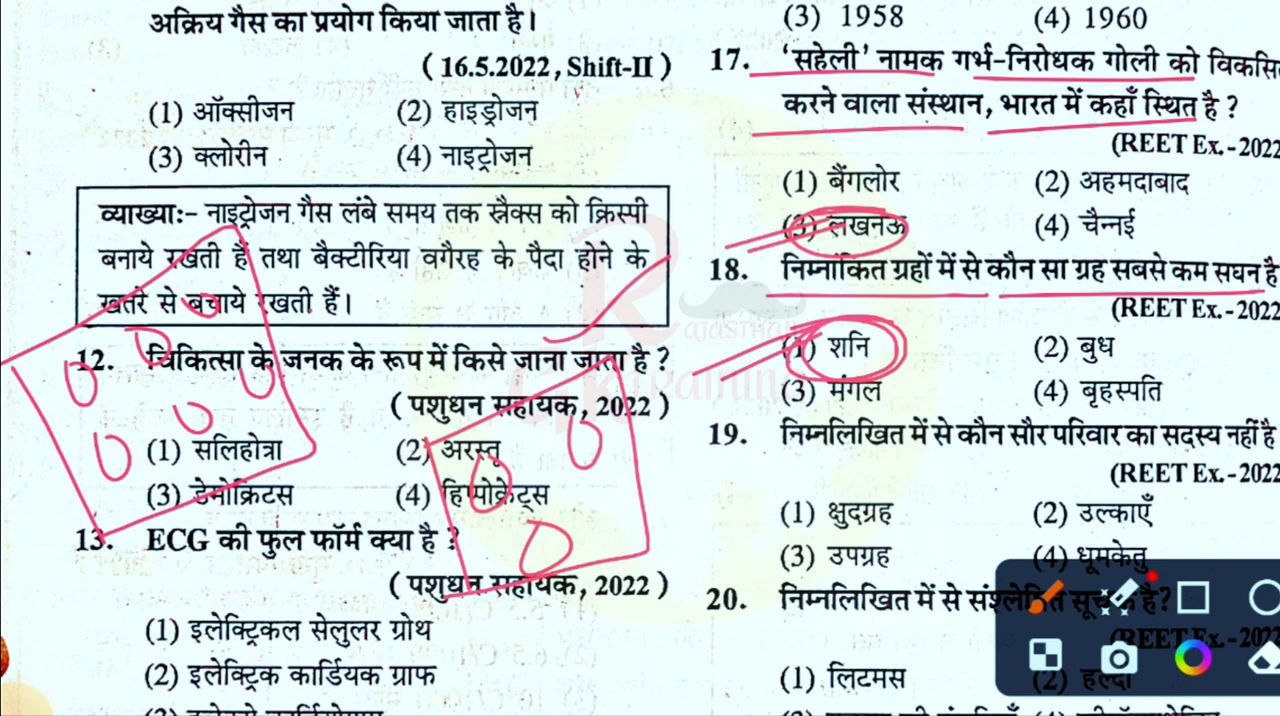 अक्रिय गैस का प्रयोग किया जाता है।
( 16.5.2022, Shift-II )
(1) ऑक्सीजन (2) हाइड्रोजन
(3) क्लोरीन (4) नाइट्रोजन
व्याख्याः- नाइट्रोजन गैस लंबे समय तक स्नैक्स को क्रिस्पी
बनाये रखती हैं तथा बैक्टीरिया वगैरह के पैदा होने के
खतरे से बचाये रखती हैं।
12. चिकित्सा के जनक के रूप में किसे जाना जाता है ?
( पशुधन सहायक, 2022 )
(1) सलिहोत्रा (2) अरस्तू
(3) डेमोक्रिटस (4) हिप्पोक्रेट्स
13. ECG की फुल फॉर्म क्या है ?
( पशुधन सहायक, 2022 )
(1) इलेक्ट्रिकल सेलुलर ग्रोथ
(2) इलेक्ट्रिक कार्डियक ग्राफ
(3) 1958 (4) 1960
17. ‘सहेली’ नामक गर्भ-निरोधक गोली को विकसित
करने वाला संस्थान, भारत में कहाँ स्थित है ?
(REET Ex.-2022
(1) बैंगलोर (2) अहमदाबाद
(3) लखनऊ (4) चैन्नई
18. निम्नांकित ग्रहों में से कौन सा ग्रह सबसे कम सघन है
(REET Ex.-2022
(1) शनि (2) बुध
(3) मंगल (4) बृहस्पति
19. निम्नलिखित में से कौन सौर परिवार का सदस्य नहीं है
(REET Ex.-2022
(1) क्षुदग्रह (2) उल्काएँ
(3) उपग्रह (4) धूमकेतु
20. निम्नलिखित में से संश्लेषित सूचक है?
(REET Ex.-2022
(1) लिटमस (2) हल्दी